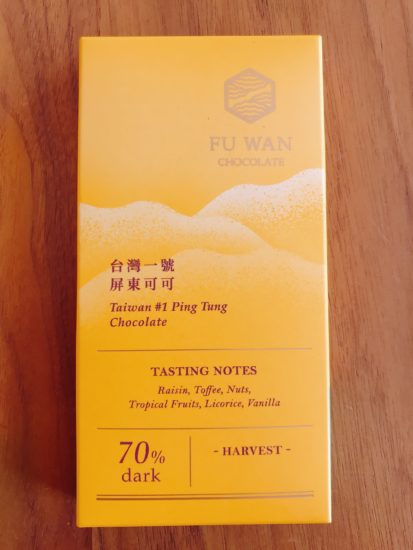 FU WAN
CHOCOLATE
台灣一號
屏東可可
Taiwan #1 Ping Tung
Chocolate
TASTING NOTES
Raisin, Toffee, Nuts,
Tropical Fruits, Licorice, Vanilla
70%
dark
- HARVEST -